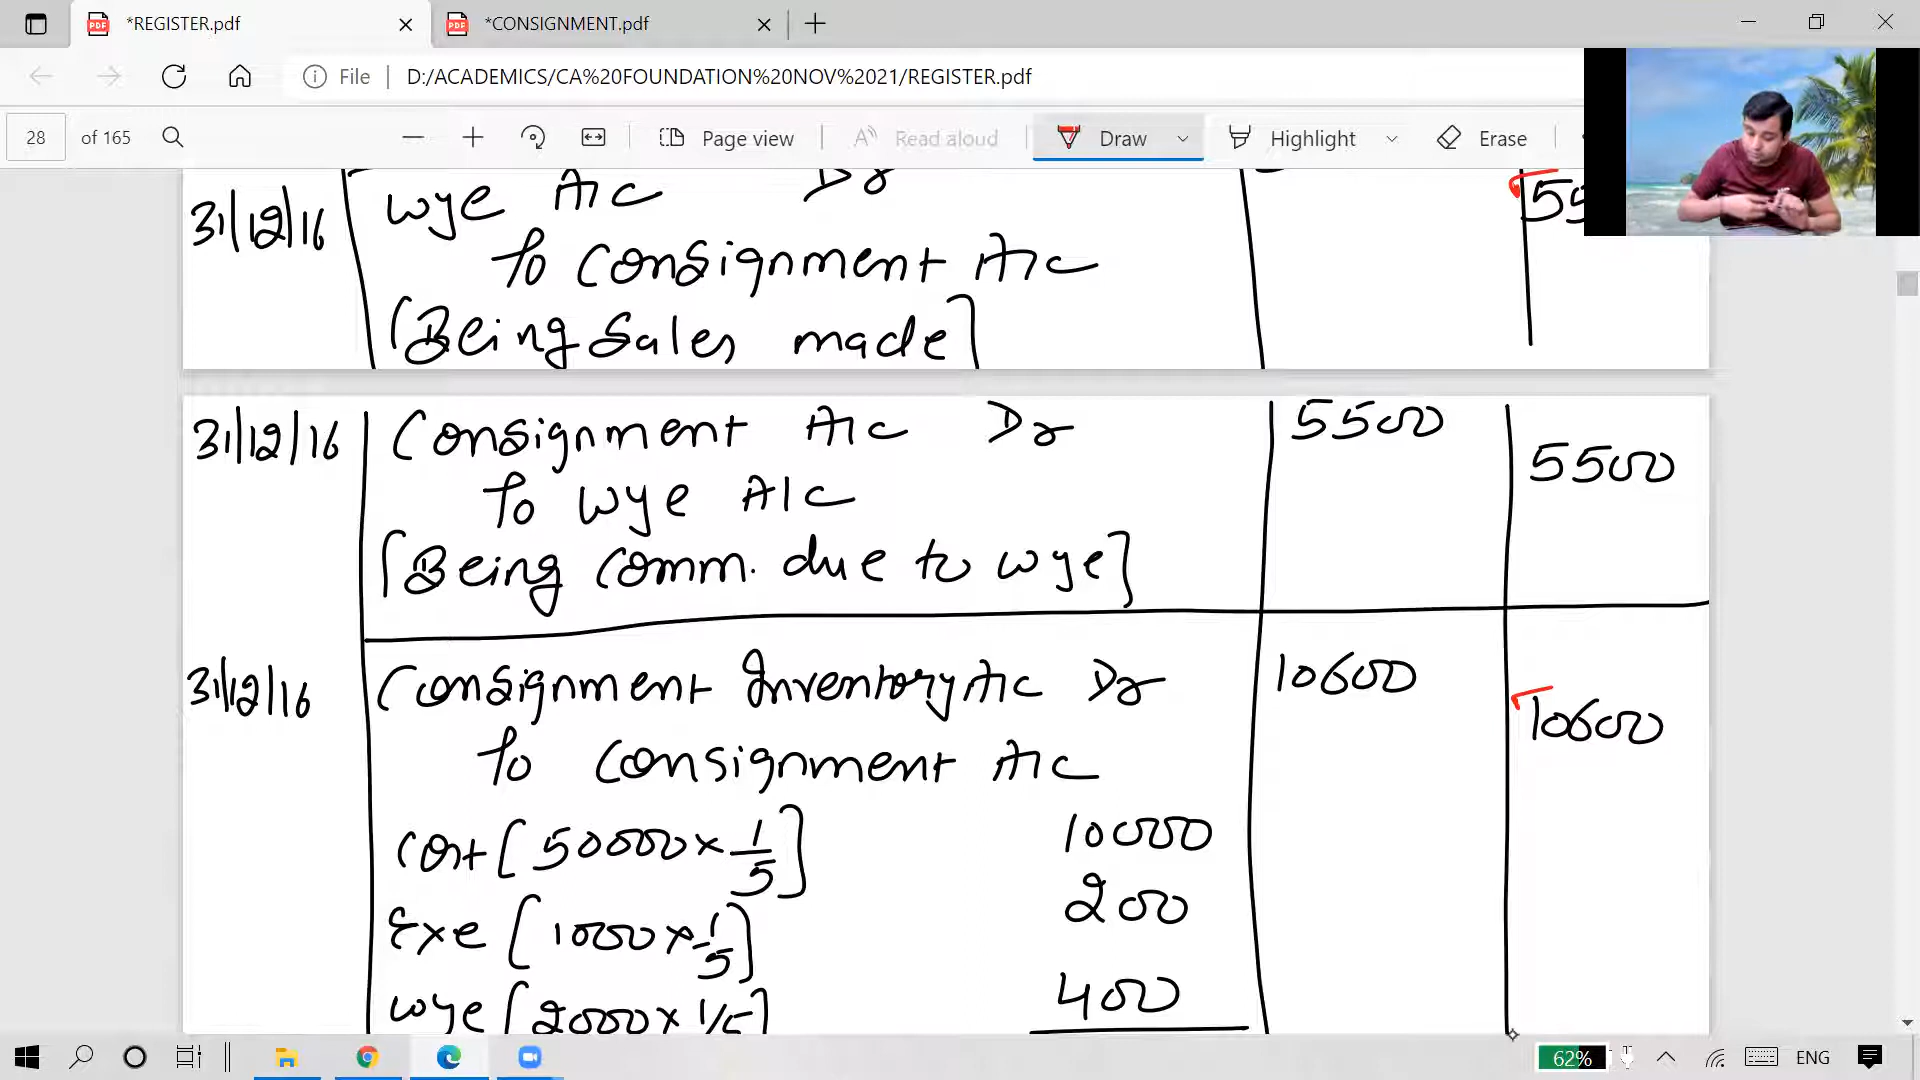 *REGISTER.pdf
*CONSIGNMENT.pdf
File D:/ACADEMICS/CA%20FOUNDATION%20NOV%2021/REGISTER.pdf
28 of 165 Page view Read aloud Draw Highlight Erase
31/12/16 Wye A/c Dr
To Consignment A/c
[Being Sales made]
31/12/16 Consignment A/c Dr 5500
To Wye A/c 5500
[Being Comm. due to Wye]
31/12/16 Consignment Inventory A/c Dr 10600
To Consignment A/c 10600
Cost [50000 × 1/5] 10000
Exe [1000 × 1/5] 200
Wye [2000 × 1/5] 400
62% ENG